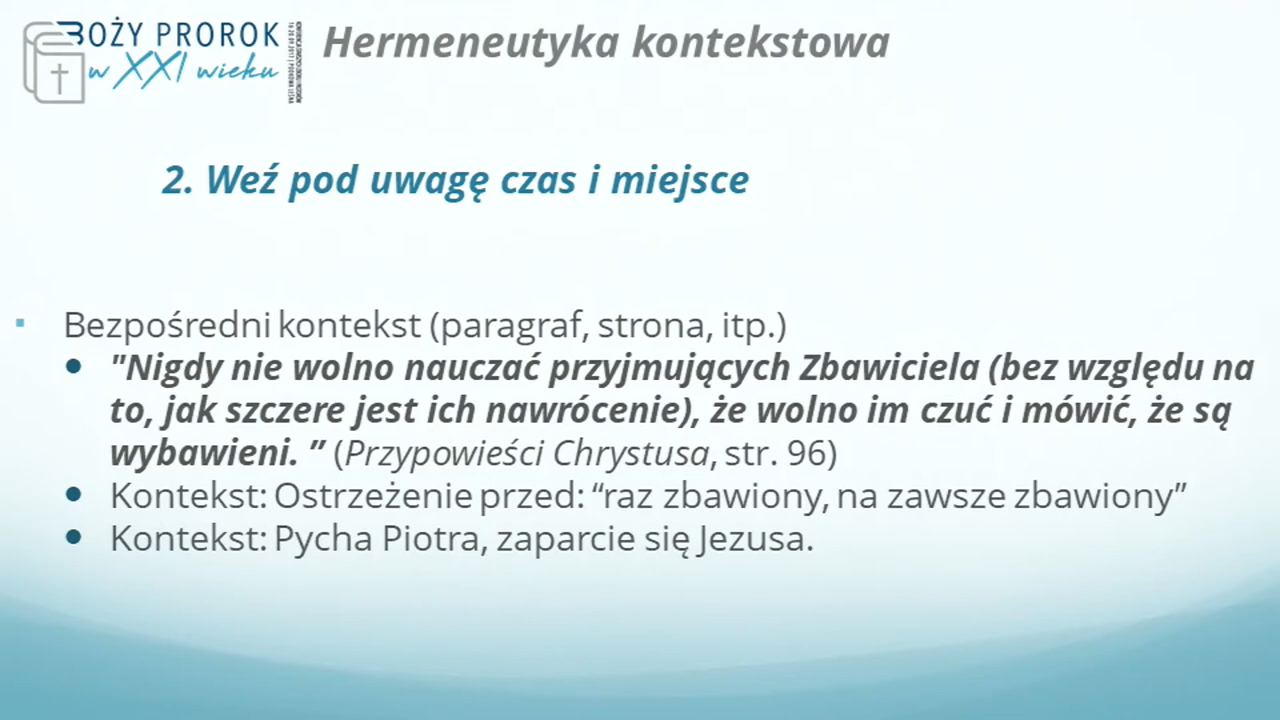 BOŻY PROROK
w XXI wieku
Hermeneutyka kontekstowa
2. Weź pod uwagę czas i miejsce
Bezpośredni kontekst (paragraf, strona, itp.)
"Nigdy nie wolno nauczać przyjmujących Zbawiciela (bez względu na
to, jak szczere jest ich nawrócenie), że wolno im czuć i mówić, że są
wybawieni. ” (Przypowieści Chrystusa, str. 96)
Kontekst: Ostrzeżenie przed: “raz zbawiony, na zawsze zbawiony”
Kontekst: Pycha Piotra, zaparcie się Jezusa.